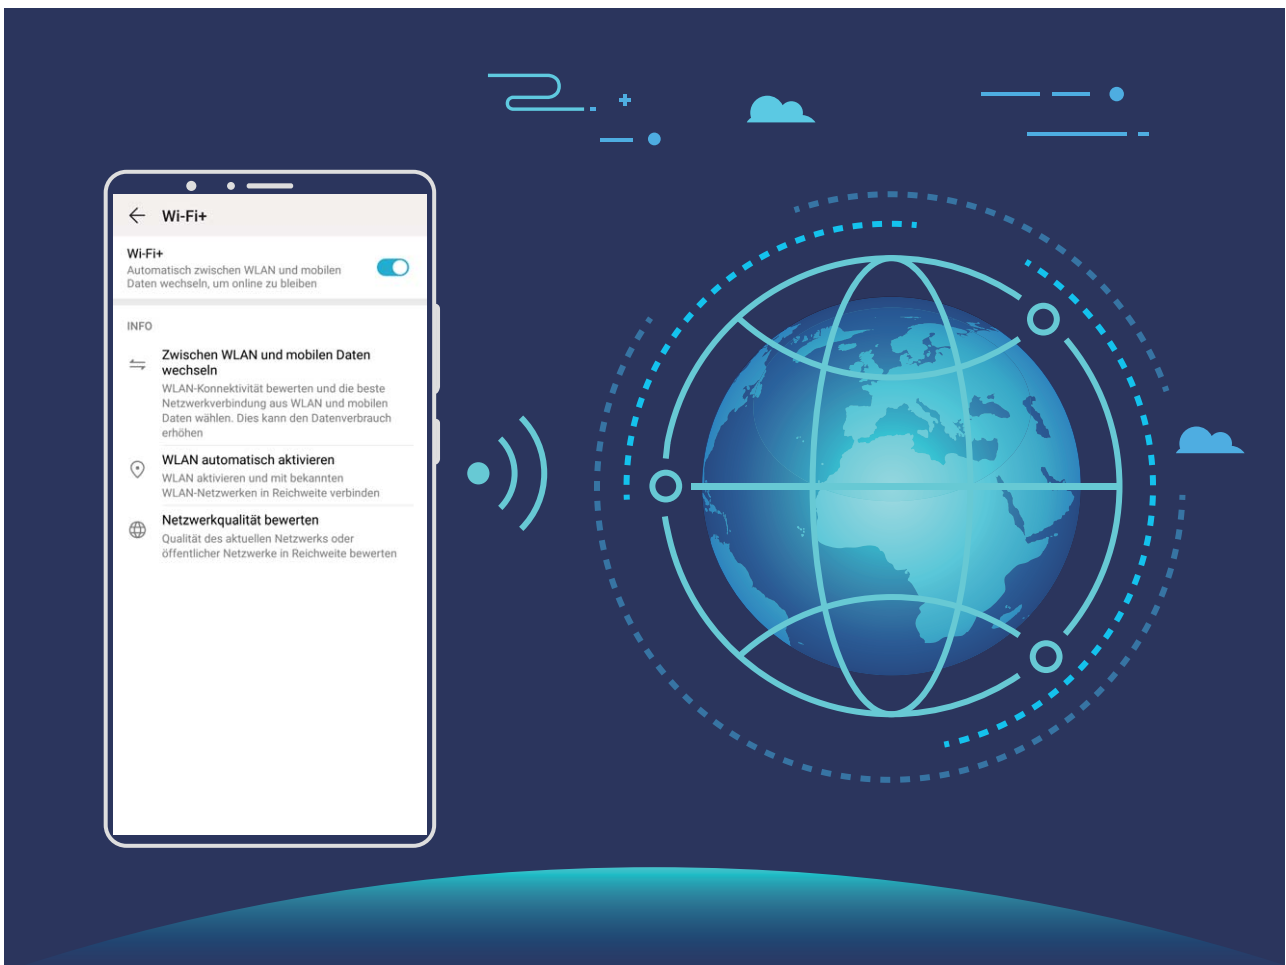 Wi-Fi+
Wi-Fi+
Automatisch zwischen WLAN und mobilen
Daten wechseln, um online zu bleiben
INFO
Zwischen WLAN und mobilen Daten
wechseln
WLAN-Konnektivität bewerten und die beste
Netzwerkverbindung aus WLAN und mobilen
Daten wählen. Dies kann den Datenverbrauch
erhöhen
WLAN automatisch aktivieren
WLAN aktivieren und mit bekannten
WLAN-Netzwerken in Reichweite verbinden
Netzwerkqualität bewerten
Qualität des aktuellen Netzwerks oder
öffentlicher Netzwerke in Reichweite bewerten